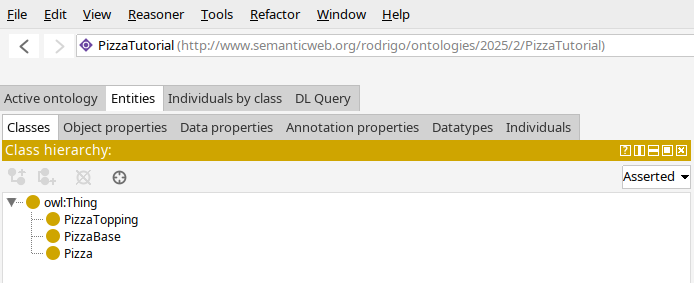 File Edit View Reasoner Tools Refactor Window Help
PizzaTutorial (http://www.semanticweb.org/rodrigo/ontologies/2025/2/PizzaTutorial)
Active ontology Entities Individuals by class DL Query
Classes Object properties Data properties Annotation properties Datatypes Individuals
Class hierarchy:
Asserted
owl:Thing
PizzaTopping
PizzaBase
Pizza